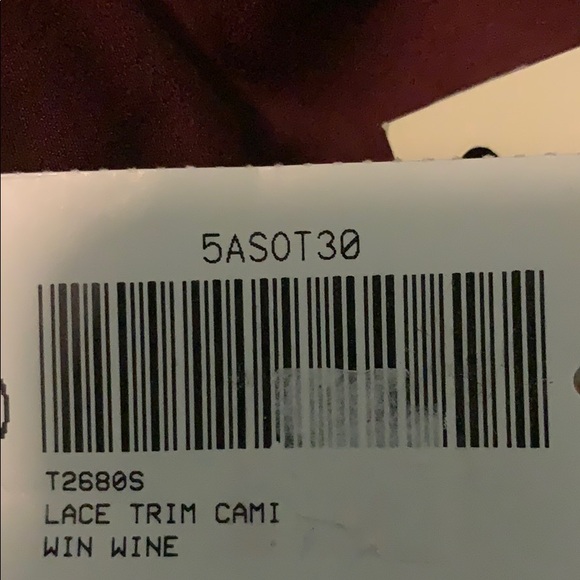 5ASOT30
T2680S
LACE TRIM CAMI
WIN WINE